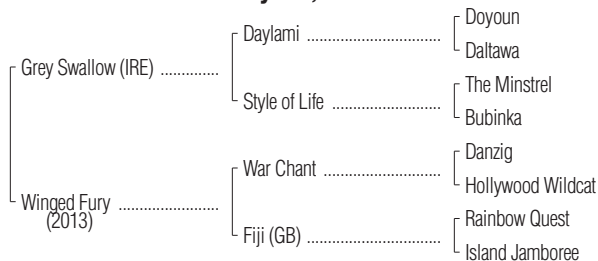 Doyoun
Daylami ...........................
Daltawa
Grey Swallow (IRE) ..............
The Minstrel
Style of Life ......................
Bubinka
Danzig
War Chant .......................
Hollywood Wildcat
Winged Fury ....................
(2013)
Rainbow Quest
Fiji (GB) ...........................
Island Jamboree